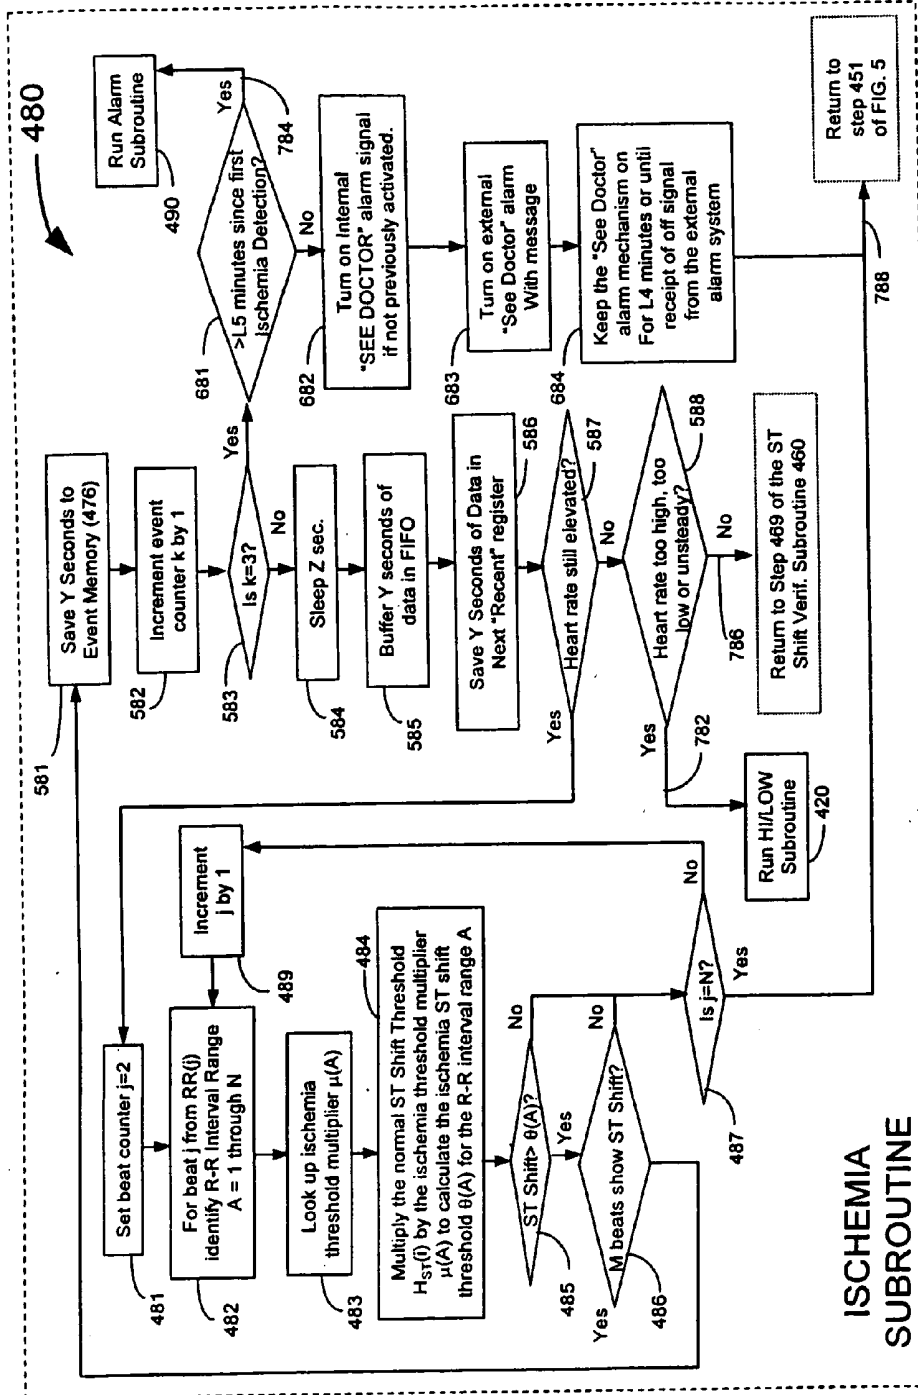 480
Set beat counter j=2
481
For beat j from RR(j)
identify R-R Interval Range
A = 1 through N
482
Increment
j by 1
489
Look up ischemia
threshold multiplier μ(A)
483
Multiply the normal ST Shift Threshold
HST(i) by the ischemia threshold multiplier
μ(A) to calculate the ischemia ST shift
threshold θ(A) for the R-R interval range A
484
ST Shift> θ(A)?
485
No
Yes
M beats show ST Shift?
486
Yes
No
Is j=N?
487
No
Yes
581
Save Y Seconds to
Event Memory (476)
582
Increment event
counter k by 1
Is k=3?
583
Yes
No
Sleep Z sec.
584
Buffer Y seconds of
data in FIFO
585
Save Y Seconds of Data in
Next "Recent" register
586
Heart rate still elevated?
587
Yes
No
Heart rate too high, too
low or unsteady?
588
Yes
782
No
786
Run HI/LOW
Subroutine
420
Return to Step 469 of the ST
Shift Verif. Subroutine 460
Run Alarm
Subroutine
490
>L5 minutes since first
Ischemia Detection?
681
Yes
784
No
Turn on Internal
"SEE DOCTOR" alarm signal
if not previously activated.
682
Turn on external
"See Doctor" alarm
With message
683
Keep the "See Doctor"
alarm mechanism on
For L4 minutes or until
receipt of off signal
from the external
alarm system
684
788
Return to
step 451
of FIG. 5
ISCHEMIA
SUBROUTINE